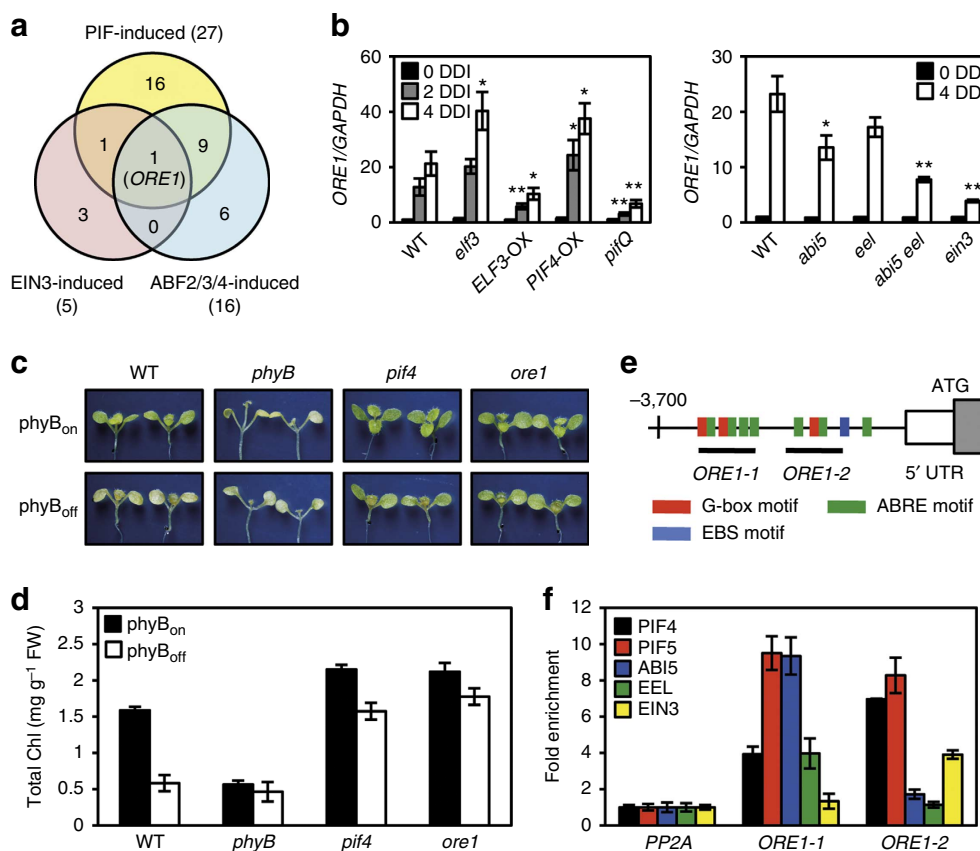 a
PIF-induced (27)
16
1
1
9
(ORE1)
3
0
6
EIN3-induced
(5)
ABF2/3/4-induced
(16)
b
ORE1/GAPDH
60
40
20
0
0 DDI
2 DDI
4 DDI
*
** *
* *
** **
WT
elf3
ELF3-OX
PIF4-OX
pifQ
ORE1/GAPDH
30
20
10
0
0 DD
4 DD
*
**
**
WT
abi5
eel
abi5 eel
ein3
c
WT
phyB
pif4
ore1
phyBon
phyBoff
d
Total Chl (mg g–1 FW)
3
2.5
2
1.5
1
0.5
0
phyBon
phyBoff
WT
phyB
pif4
ore1
e
–3,700
ATG
ORE1-1
ORE1-2
5′ UTR
G-box motif
ABRE motif
EBS motif
f
Fold enrichment
12
10
8
6
4
2
0
PIF4
PIF5
ABI5
EEL
EIN3
PP2A
ORE1-1
ORE1-2